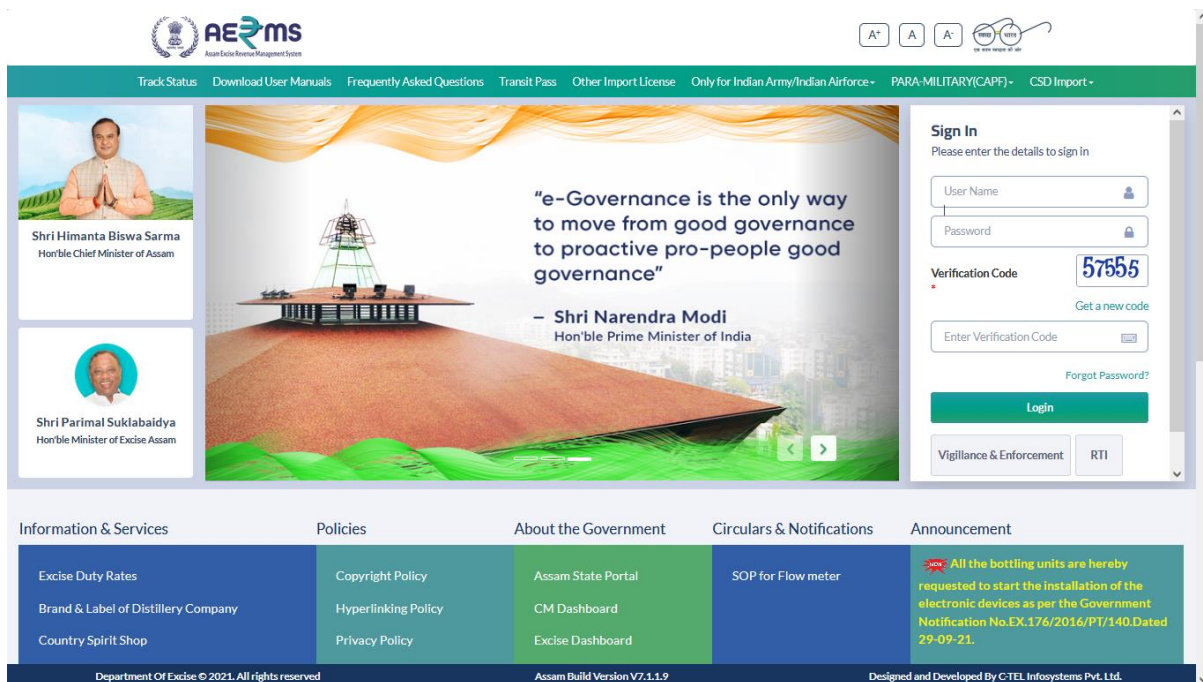 AERMS
Assam Excise Revenue Management System
A+ A A-
स्वच्छ भारत
एक कदम स्वच्छता की ओर
Track Status Download User Manuals Frequently Asked Questions Transit Pass Other Import License Only for Indian Army/Indian Airforce PARA-MILITARY(CAPF) CSD Import
Shri Himanta Biswa Sarma
Hon'ble Chief Minister of Assam
Shri Parimal Suklabaidya
Hon'ble Minister of Excise Assam
"e-Governance is the only way
to move from good governance
to proactive pro-people good
governance"
– Shri Narendra Modi
Hon'ble Prime Minister of India
Sign In
Please enter the details to sign in
User Name
Password
Verification Code
*
57555
Get a new code
Enter Verification Code
Forgot Password?
Login
Vigillance & Enforcement RTI
Information & Services
Excise Duty Rates
Brand & Label of Distillery Company
Country Spirit Shop
Policies
Copyright Policy
Hyperlinking Policy
Privacy Policy
About the Government
Assam State Portal
CM Dashboard
Excise Dashboard
Circulars & Notifications
SOP for Flow meter
Announcement
NEW All the bottling units are hereby
requested to start the installation of the
electronic devices as per the Government
Notification No.EX.176/2016/PT/140.Dated
29-09-21.
Department Of Excise © 2021. All rights reserved Assam Build Version V7.1.1.9 Designed and Developed By C-TEL Infosystems Pvt. Ltd.